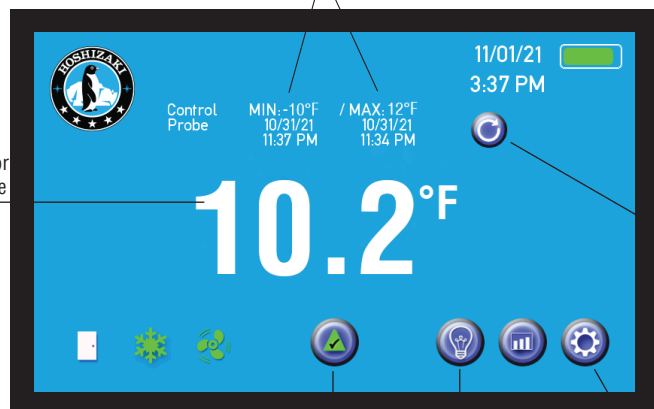 HOSHIZAKI
11/01/21
3:37 PM
Control Probe
MIN:-10°F / MAX: 12°F
10/31/21 10/31/21
11:37 PM 11:34 PM
or
e
10.2°F